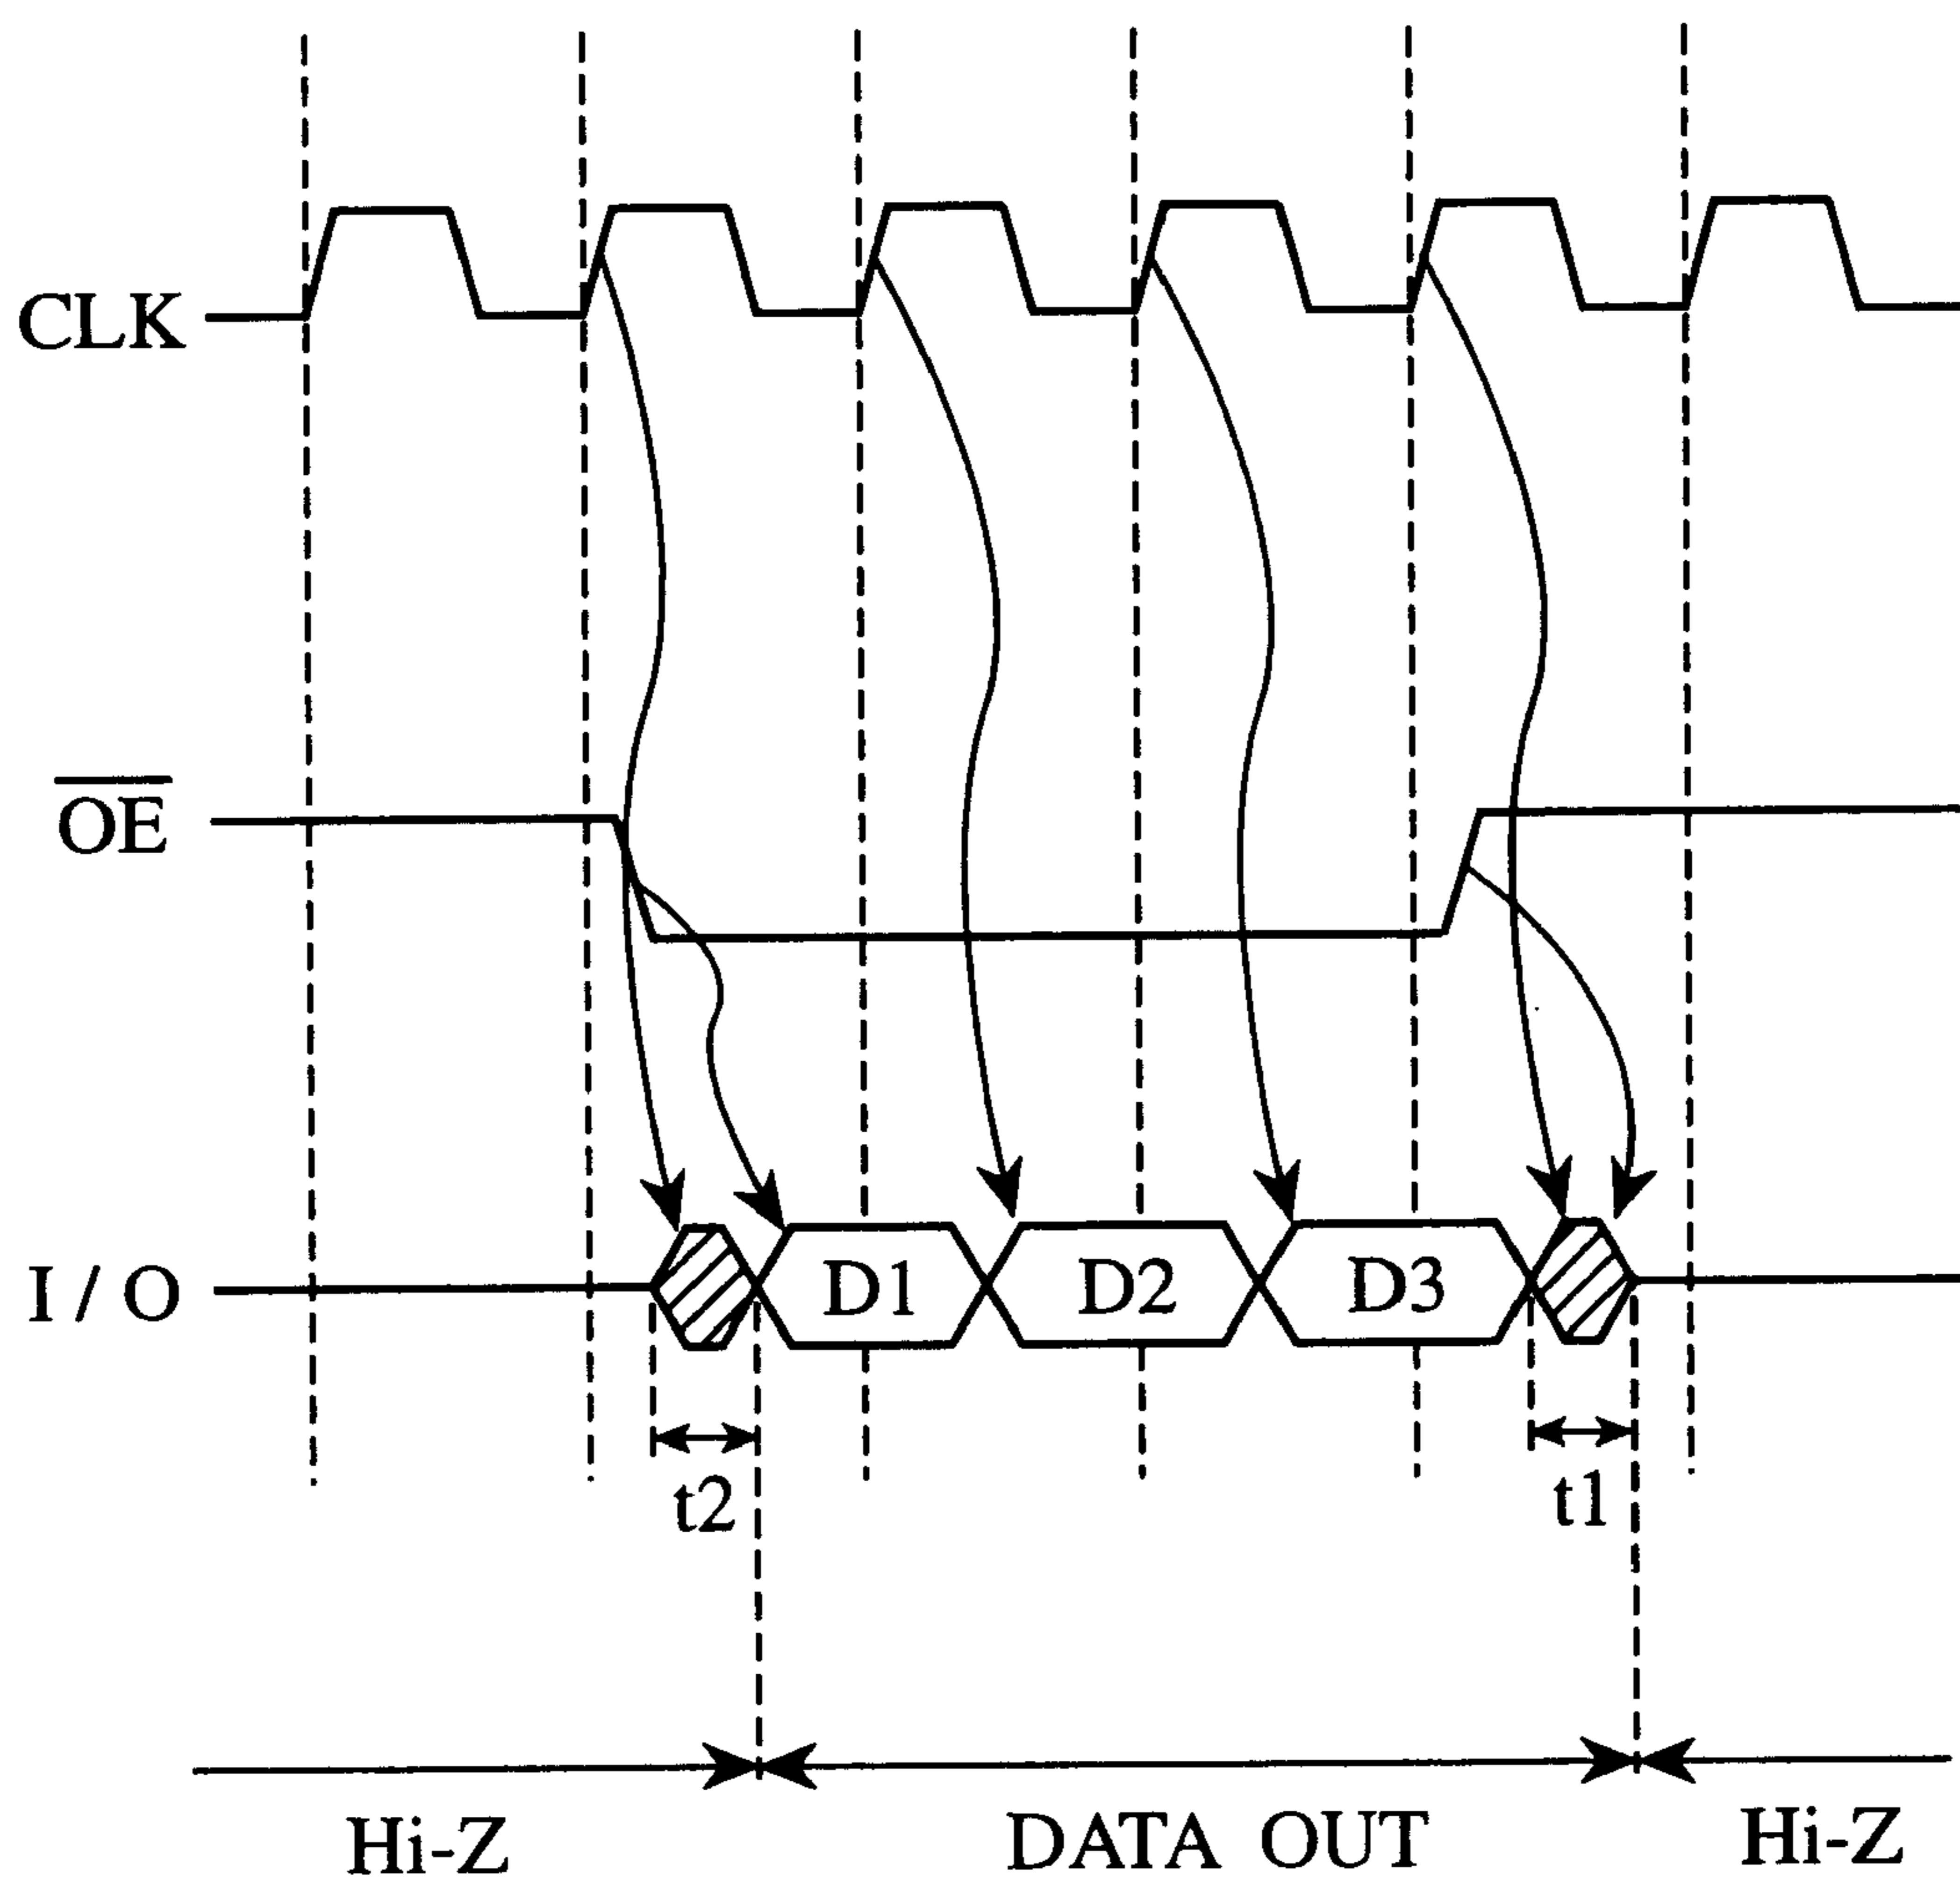 CLK
OE
I / O
D1
D2
D3
t2
t1
Hi-Z
DATA OUT
Hi-Z